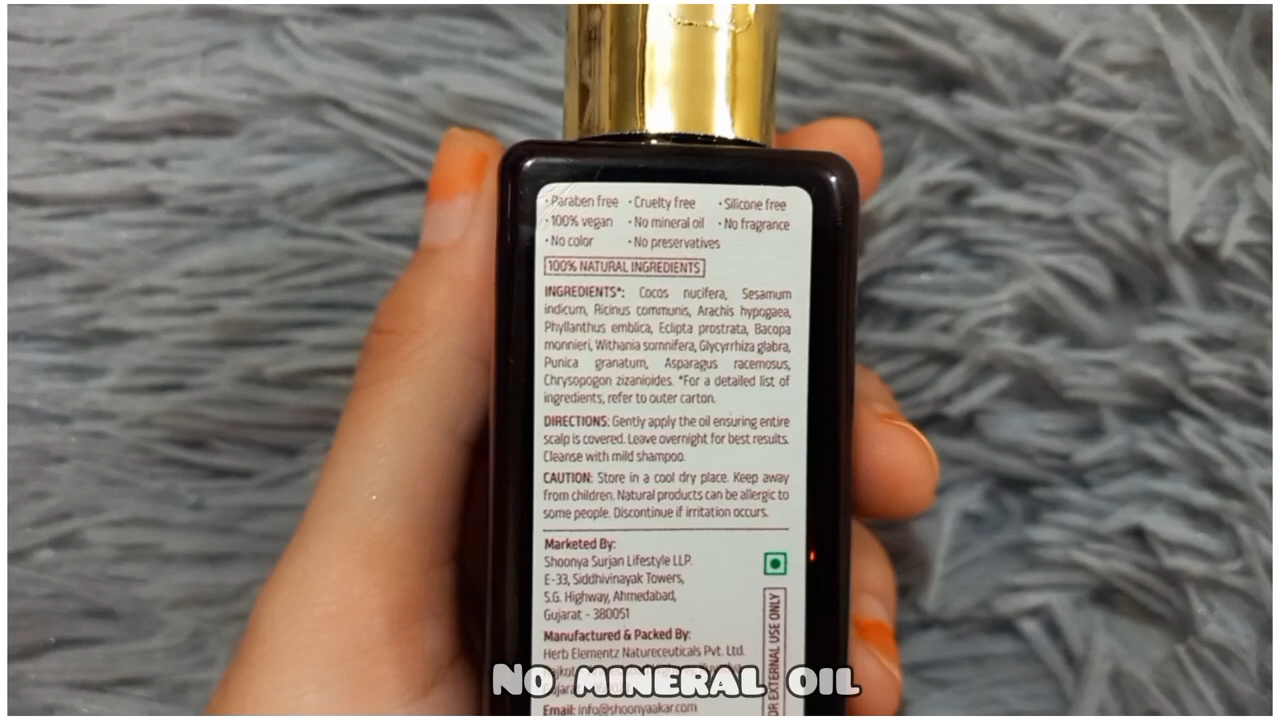 · Paraben free · Cruelty free · Silicone free
· 100% vegan · No mineral oil · No fragrance
· No color · No preservatives
100% NATURAL INGREDIENTS
INGREDIENTS*: Cocos nucifera, Sesamum
indicum, Ricinus communis, Arachis hypogaea,
Phyllanthus emblica, Eclipta prostrata, Bacopa
monnieri, Withania somnifera, Glycyrrhiza glabra,
Punica granatum, Asparagus racemosus,
Chrysopogon zizanioides. *For a detailed list of
ingredients, refer to outer carton.
DIRECTIONS: Gently apply the oil ensuring entire
scalp is covered. Leave overnight for best results.
Cleanse with mild shampoo.
CAUTION: Store in a cool dry place. Keep away
from children. Natural products can be allergic to
some people. Discontinue if irritation occurs.
Marketed By:
Shoonya Surjan Lifestyle LLP.
E-33, Siddhivinayak Towers,
S.G. Highway, Ahmedabad,
Gujarat - 380051
Manufactured & Packed By:
Herb Elementz Natureceuticals Pvt. Ltd.
Email: info@shoonyaakar.com
FOR EXTERNAL USE ONLY
NO MINERAL OIL